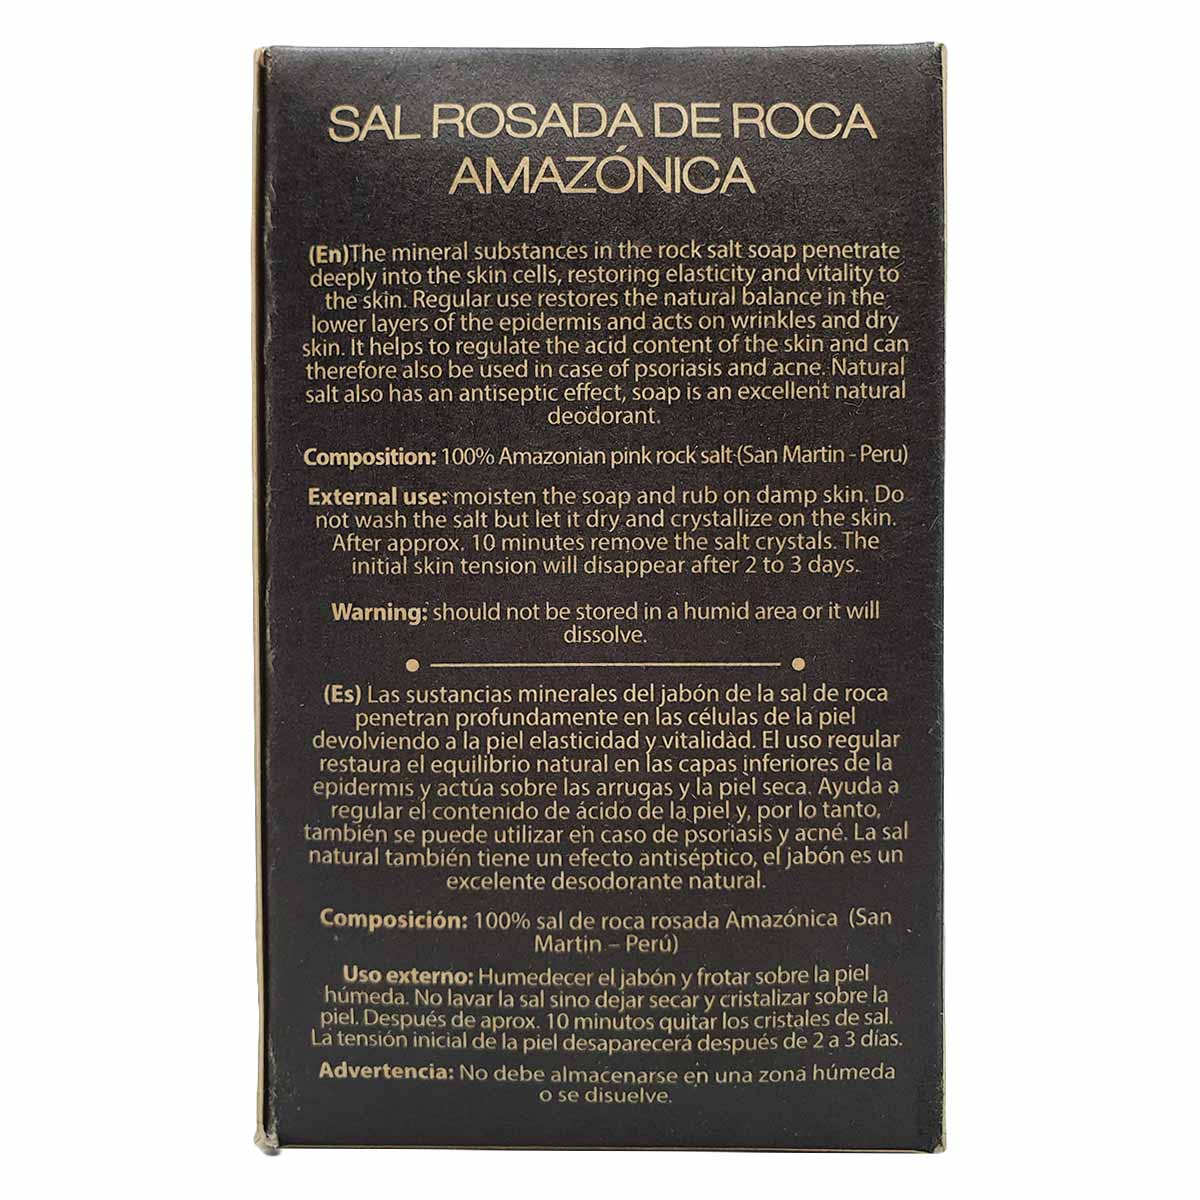 SAL ROSADA DE ROCA
AMAZÓNICA
(En)The mineral substances in the rock salt soap penetrate
deeply into the skin cells, restoring elasticity and vitality to
the skin. Regular use restores the natural balance in the
lower layers of the epidermis and acts on wrinkles and dry
skin. It helps to regulate the acid content of the skin and can
therefore also be used in case of psoriasis and acne. Natural
salt also has an antiseptic effect, soap is an excellent natural
deodorant.
Composition: 100% Amazonian pink rock salt (San Martin - Peru)
External use: moisten the soap and rub on damp skin. Do
not wash the salt but let it dry and crystallize on the skin.
After approx. 10 minutes remove the salt crystals. The
initial skin tension will disappear after 2 to 3 days.
Warning: should not be stored in a humid area or it will
dissolve.
(Es) Las sustancias minerales del jabón de la sal de roca
penetran profundamente en las células de la piel
devolviendo a la piel elasticidad y vitalidàd. El uso regular
restaura el equilibrio natural en las capas inferiores de la
epidermis y actúa sobre las arrugas y la piel seca. Ayuda a
regular el contenido de ácido de la piel y, por lo tanto,
también se puede utilizar en caso de psoriasis y acné. La sal
natural también tiene un efecto antiséptico, el jabón es un
excelente desodorante natural.
Composición: 100% sal de roca rosada Amazónica (San
Martin – Perú)
Uso externo: Humedecer el jabón y frotar sobre la piel
húmeda. No lavar la sal sino dejar secar y cristalizar sobre la
piel. Después de aprox. 10 minutos quitar los cristales de sal.
La tensión inicial de la piel desaparecerá después de 2 a 3 días.
Advertencia: No debe almacenarse en una zona húmeda
o se disuelve.